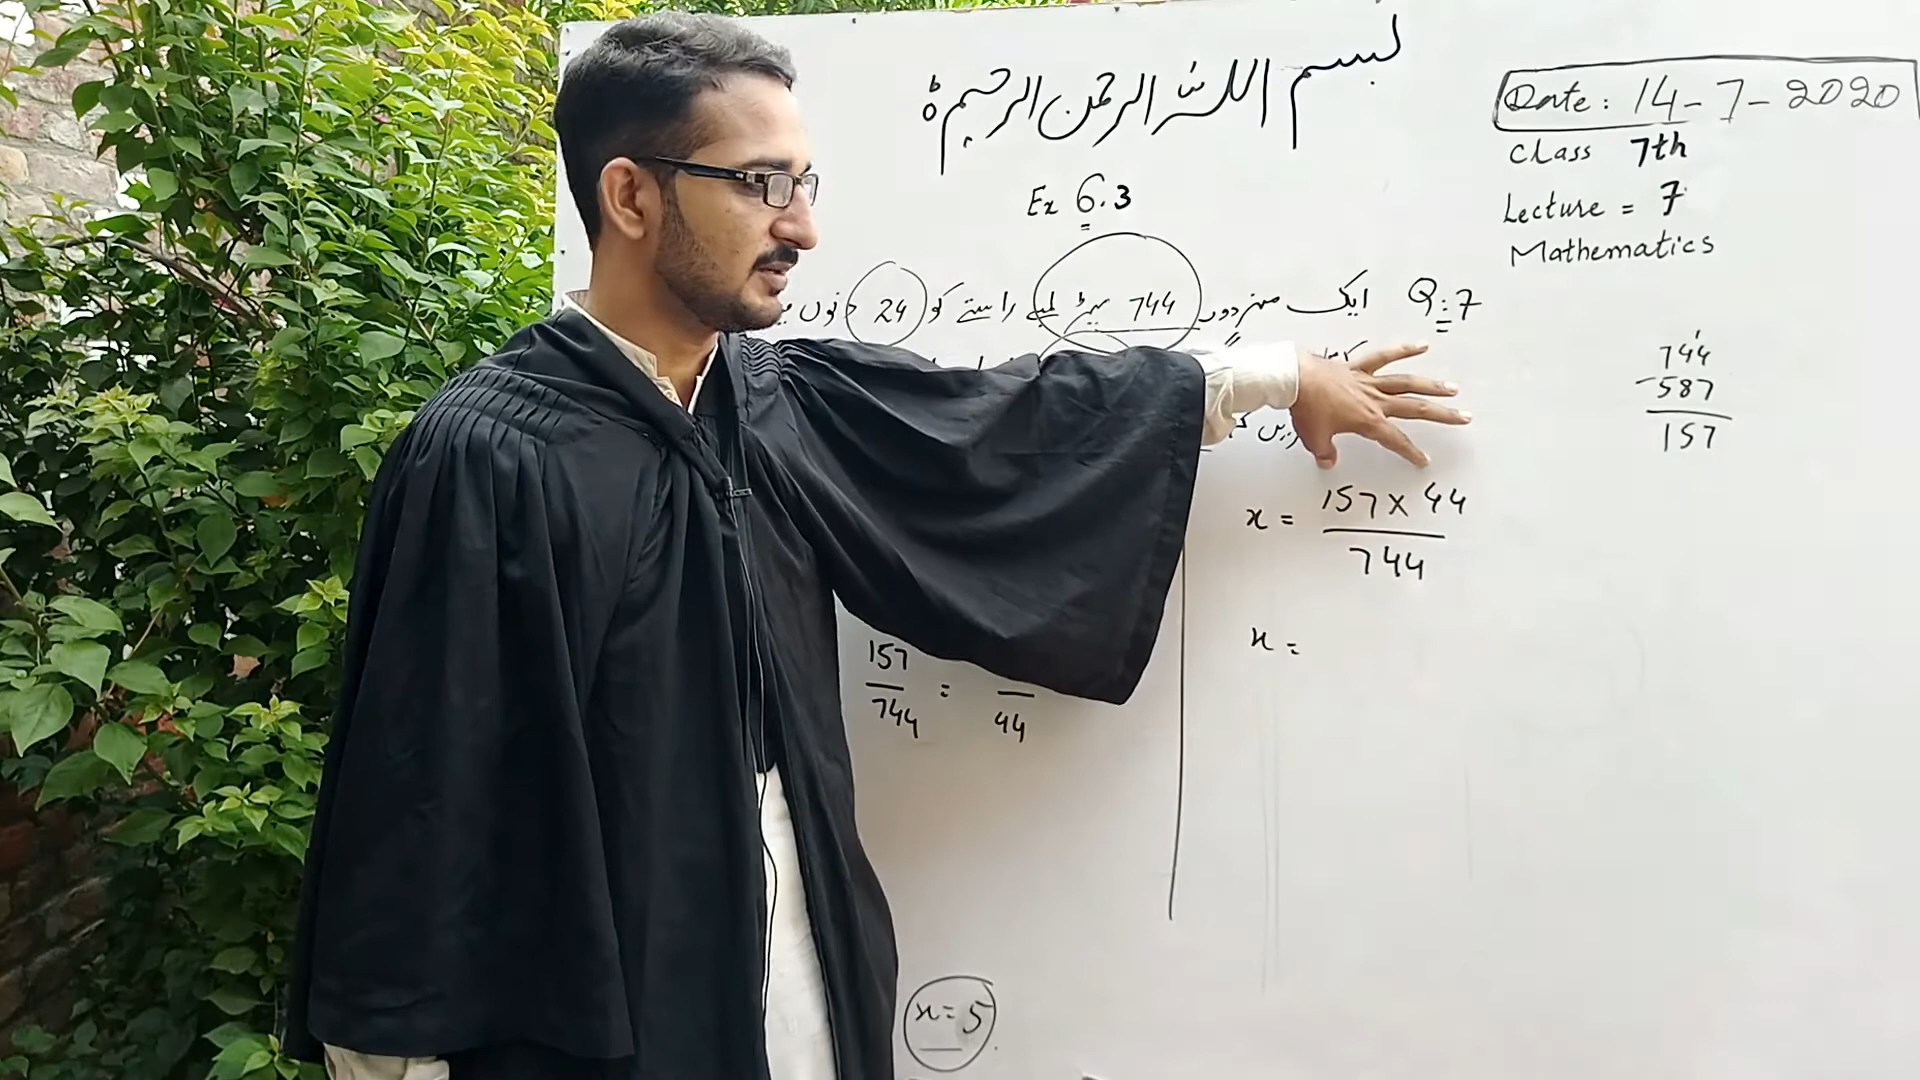 بسم اللہ الرحمن الرحیم ۃ
Date: 14-7-2020
Class 7th
Lecture = 7
Mathematics
Ex 6.3
Q:7 ایک مزدور 744 میٹر لمبے راستے کو 24 دنوں
744
-587
157
x = 157 x 44
744
x =
157
744
=
44
x = 5